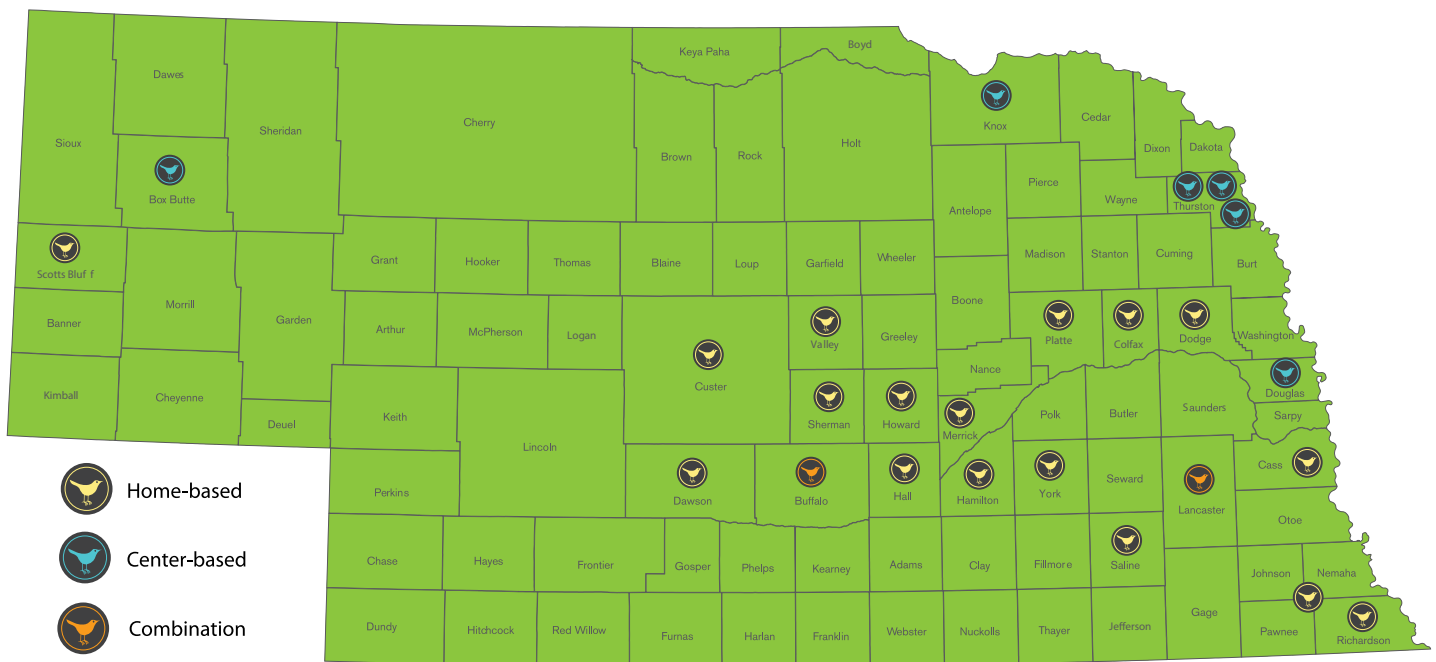 Keya Paha
Boyd
Dawes
Cherry
Knox
Cedar
Sheridan
Sioux
Holt
Dixon
Dakota
Brown
Rock
Pierce
Box Butte
Wayne
Thurston
Antelope
Scotts Bluf f
Grant
Hooker
Thomas
Blaine
Loup
Garfield
Wheeler
Madison
Stanton
Cuming
Burt
Morrill
Boone
Banner
Garden
Arthur
McPherson
Logan
Valley
Greeley
Platte
Colfax
Dodge
Washington
Nance
Custer
Kimball
Cheyenne
Douglas
Deuel
Keith
Sherman
Howard
Merrick
Polk
Butler
Saunders
Sarpy
Lincoln
Cass
Home-based
Perkins
Dawson
Buffalo
Hall
Hamilton
York
Seward
Lancaster
Otoe
Center-based
Chase
Hayes
Frontier
Gosper
Phelps
Kearney
Adams
Clay
Fillmore
Saline
Johnson
Nemaha
Combination
Dundy
Hitchcock
Red Willow
Furnas
Harlan
Franklin
Webster
Nuckolls
Thayer
Jefferson
Gage
Pawnee
Richardson